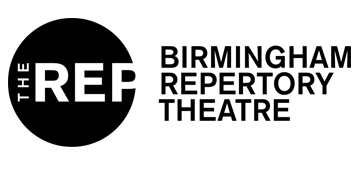 THE
REP
BIRMINGHAM
REPERTORY
THEATRE